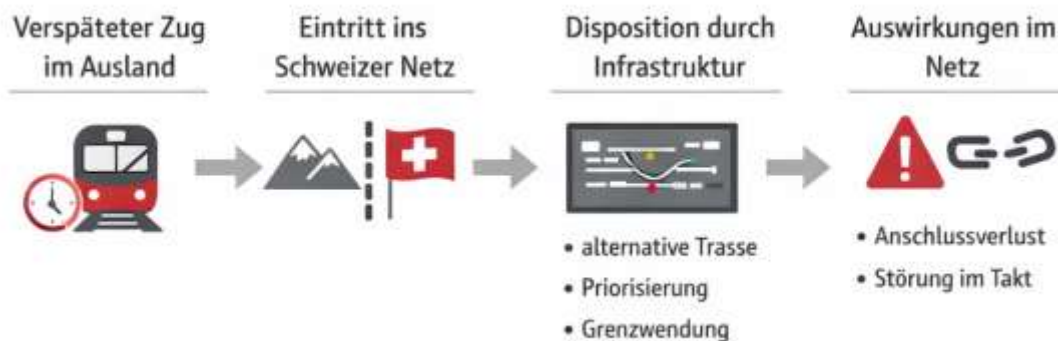 Verspäteter Zug
im Ausland
Eintritt ins
Schweizer Netz
Disposition durch
Infrastruktur
• alternative Trasse
• Priorisierung
• Grenzwendung
Auswirkungen im
Netz
• Anschlussverlust
• Störung im Takt